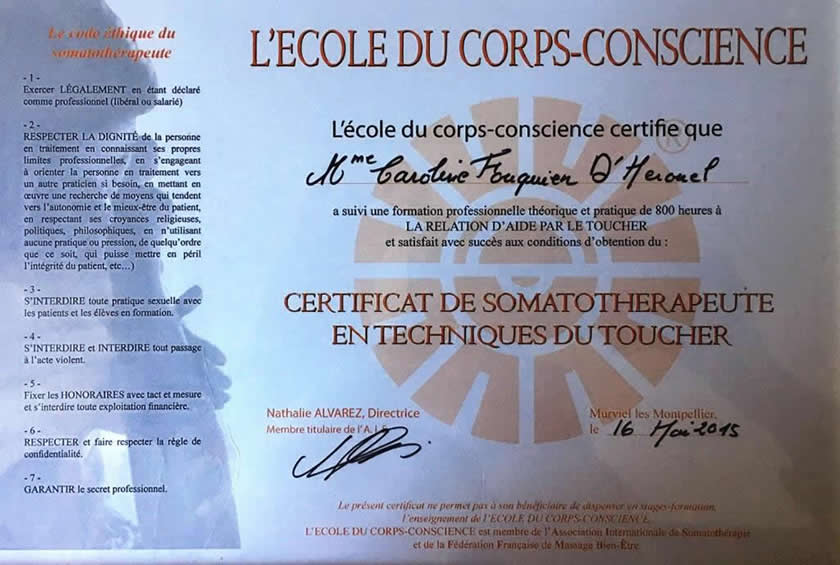 Le code éthique du
somatothérapeute
- 1 -
Exercer LÉGALEMENT en étant déclaré
comme professionnel (libéral ou salarié)
- 2 -
RESPECTER LA DIGNITÉ de la personne
en traitement en connaissant ses propres
limites professionnelles, en s'engageant
à orienter la personne en traitement vers
un autre praticien si besoin, en mettant en
œuvre une recherche de moyens qui tendent
vers l'autonomie et le mieux-être du patient,
en respectant ses croyances religieuses,
politiques, philosophiques, en n'utilisant
aucune pratique ou pression, de quelqu'ordre
que ce soit, qui puisse mettre en péril
l'intégrité du patient, etc...)
- 3 -
S'INTERDIRE toute pratique sexuelle avec
les patients et les élèves en formation.
- 4 -
S'INTERDIRE et INTERDIRE tout passage
à l'acte violent.
- 5 -
Fixer les HONORAIRES avec tact et mesure
et s'interdire toute exploitation financière.
- 6 -
RESPECTER et faire respecter la règle de
confidentialité.
- 7 -
GARANTIR le secret professionnel.
L'ECOLE DU CORPS-CONSCIENCE
®
L'école du corps-conscience certifie que
Mme Caroline Fouquier D'Herouel
a suivi une formation professionnelle théorique et pratique de 800 heures à
LA RELATION D'AIDE PAR LE TOUCHER
et satisfait avec succès aux conditions d'obtention du :
CERTIFICAT DE SOMATOTHERAPEUTE
EN TECHNIQUES DU TOUCHER
Nathalie ALVAREZ, Directrice
Membre titulaire de l'A.I.S.
Murviel les Montpellier,
le 16 Mai 2015
Le présent certificat ne permet pas à son bénéficiaire de dispenser en stages-formation,
l'enseignement de l'ECOLE DU CORPS-CONSCIENCE.
L'ECOLE DU CORPS-CONSCIENCE est membre de l'Association Internationale de Somatothérapie
et de la Fédération Française de Massage Bien-Être.